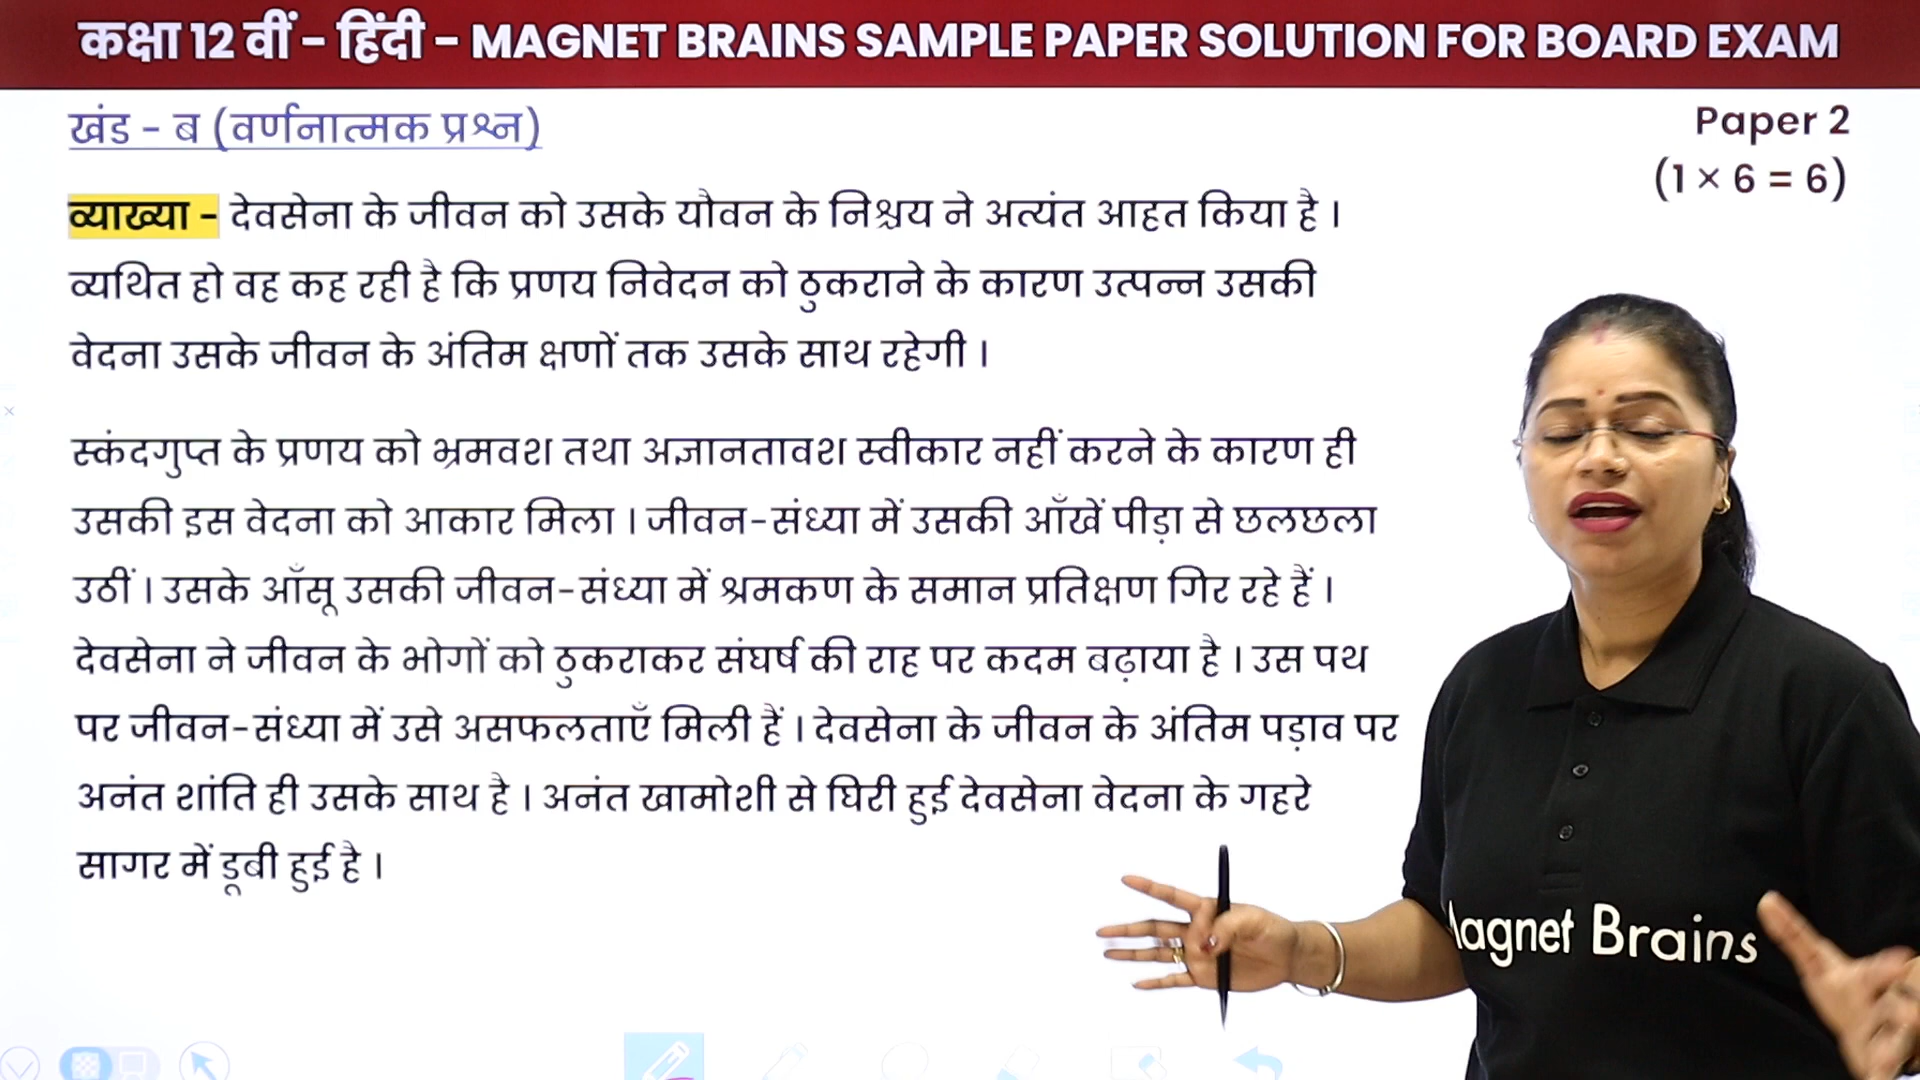 कक्षा 12 वीं – हिंदी – MAGNET BRAINS SAMPLE PAPER SOLUTION FOR BOARD EXAM
खंड - ब (वर्णनात्मक प्रश्न)
Paper 2
(1 × 6 = 6)
व्याख्या - देवसेना के जीवन को उसके यौवन के निश्चय ने अत्यंत आहत किया है ।
व्यथित हो वह कह रही है कि प्रणय निवेदन को ठुकराने के कारण उत्पन्न उसकी
वेदना उसके जीवन के अंतिम क्षणों तक उसके साथ रहेगी ।
स्कंदगुप्त के प्रणय को भ्रमवश तथा अज्ञानतावश स्वीकार नहीं करने के कारण ही
उसकी इस वेदना को आकार मिला । जीवन-संध्या में उसकी आँखें पीड़ा से छलछला
उठीं । उसके आँसू उसकी जीवन-संध्या में श्रमकण के समान प्रतिक्षण गिर रहे हैं ।
देवसेना ने जीवन के भोगों को ठुकराकर संघर्ष की राह पर कदम बढ़ाया है । उस पथ
पर जीवन-संध्या में उसे असफलताएँ मिली हैं । देवसेना के जीवन के अंतिम पड़ाव पर
अनंत शांति ही उसके साथ है । अनंत खामोशी से घिरी हुई देवसेना वेदना के गहरे
सागर में डूबी हुई है ।
Magnet Brains